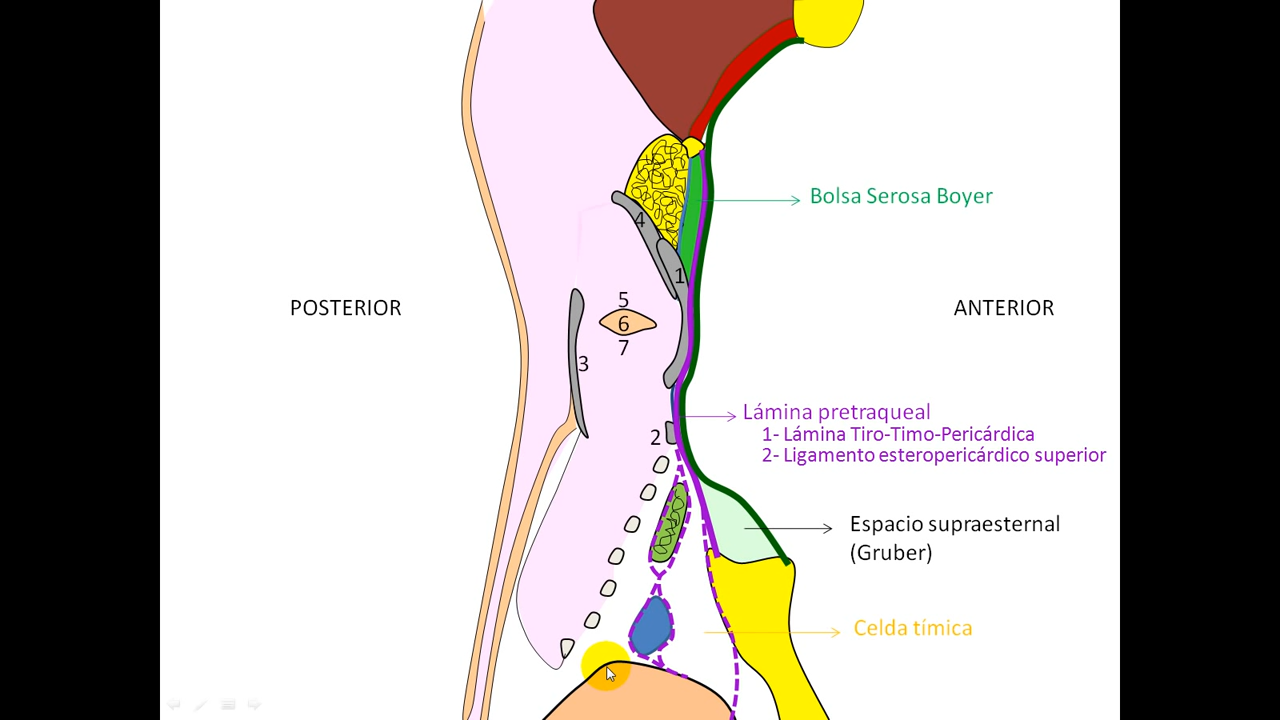 Bolsa Serosa Boyer
4
1
5
POSTERIOR
ANTERIOR
6
7
3
Lámina pretraqueal
2
1- Lámina Tiro-Timo-Pericárdica
2- Ligamento esteropericárdico superior
Espacio supraesternal
(Gruber)
Celda tímica